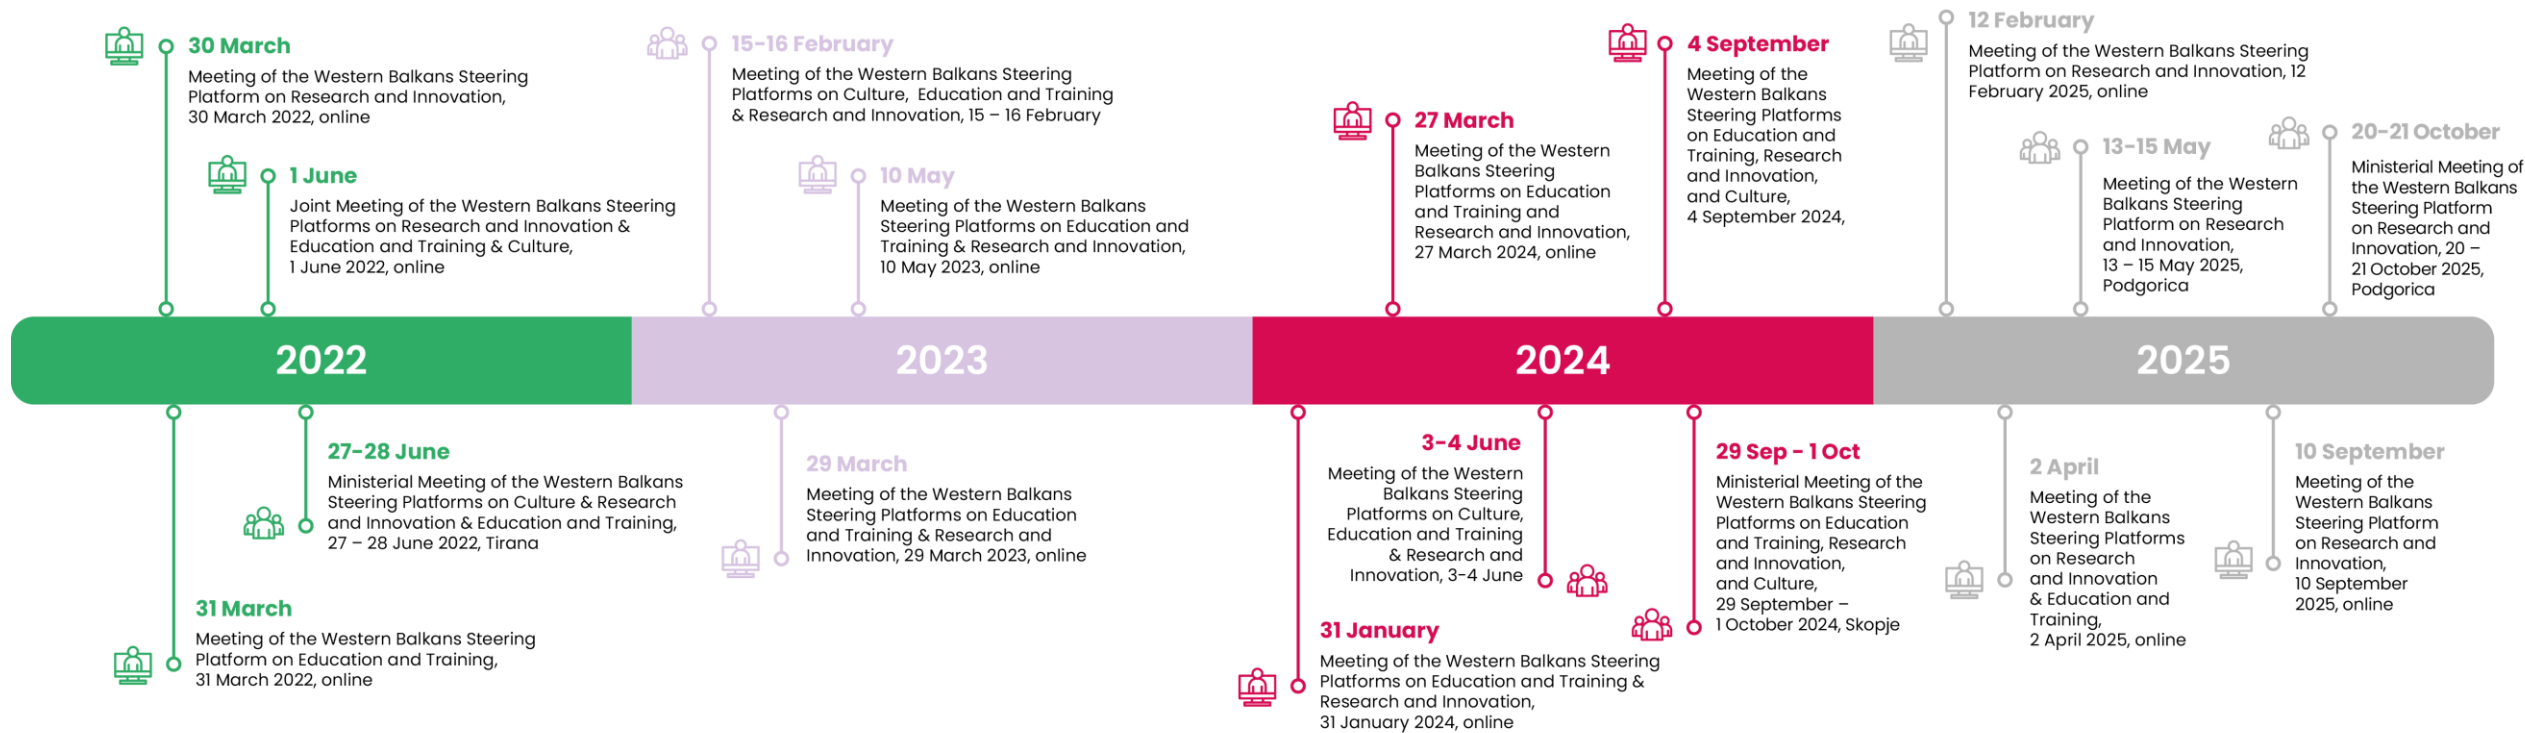 30 March
Meeting of the Western Balkans Steering
Platform on Research and Innovation,
30 March 2022, online
1 June
Joint Meeting of the Western Balkans Steering
Platforms on Research and Innovation &
Education and Training & Culture,
1 June 2022, online
15-16 February
Meeting of the Western Balkans Steering
Platforms on Culture, Education and Training
& Research and Innovation, 15 – 16 February
10 May
Meeting of the Western Balkans
Steering Platforms on Education and
Training & Research and Innovation,
10 May 2023, online
27 March
Meeting of the Western
Balkans Steering
Platforms on Education
and Training and
Research and Innovation,
27 March 2024, online
4 September
Meeting of the
Western Balkans
Steering Platforms
on Education and
Training, Research
and Innovation,
and Culture,
4 September 2024,
12 February
Meeting of the Western Balkans Steering
Platform on Research and Innovation, 12
February 2025, online
13-15 May
Meeting of the Western
Balkans Steering
Platform on Research
and Innovation,
13 – 15 May 2025,
Podgorica
20-21 October
Ministerial Meeting of
the Western Balkans
Steering Platform
on Research and
Innovation, 20 –
21 October 2025,
Podgorica
2022
2023
2024
2025
27-28 June
Ministerial Meeting of the Western Balkans
Steering Platforms on Culture & Research
and Innovation & Education and Training,
27 – 28 June 2022, Tirana
31 March
Meeting of the Western Balkans Steering
Platform on Education and Training,
31 March 2022, online
29 March
Meeting of the Western Balkans
Steering Platforms on Education
and Training & Research and
Innovation, 29 March 2023, online
3-4 June
Meeting of the Western
Balkans Steering
Platforms on Culture,
Education and Training
& Research and
Innovation, 3-4 June
31 January
Meeting of the Western Balkans Steering
Platforms on Education and Training &
Research and Innovation,
31 January 2024, online
29 Sep - 1 Oct
Ministerial Meeting of the
Western Balkans Steering
Platforms on Education
and Training, Research
and Innovation,
and Culture,
29 September –
1 October 2024, Skopje
2 April
Meeting of the
Western Balkans
Steering Platforms
on Research
and Innovation
& Education and
Training,
2 April 2025, online
10 September
Meeting of the
Western Balkans
Steering Platform
on Research and
Innovation,
10 September
2025, online